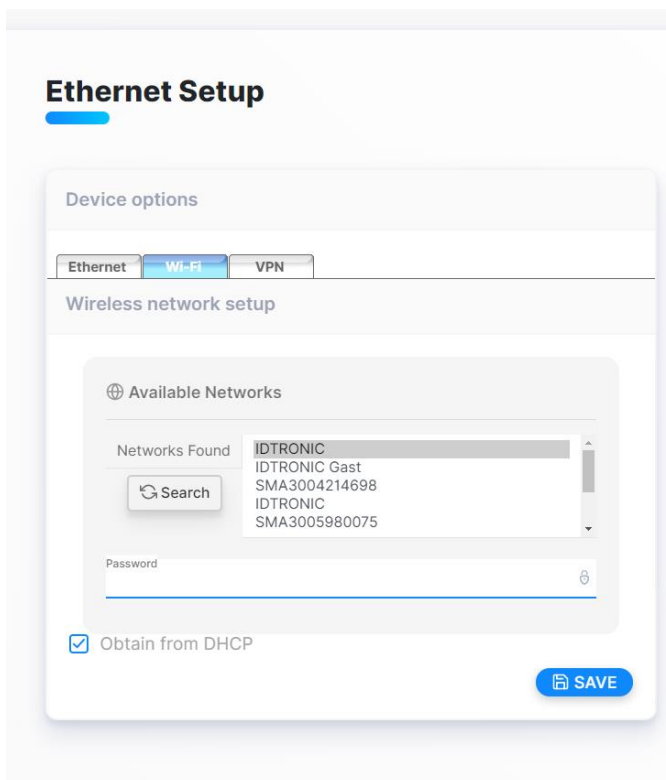 Ethernet Setup
Device options
Ethernet Wi-Fi VPN
Wireless network setup
Available Networks
Networks Found
IDTRONIC
IDTRONIC Gast
SMA3004214698
IDTRONIC
SMA3005980075
Search
Password
Obtain from DHCP
SAVE